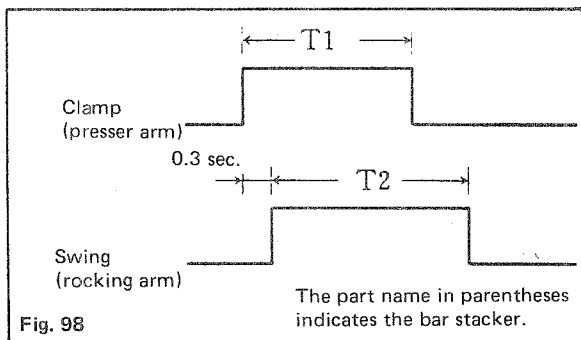 T1
Clamp
(presser arm)
0.3 sec.
T2
Swing
(rocking arm)
The part name in parentheses
indicates the bar stacker.
Fig. 98